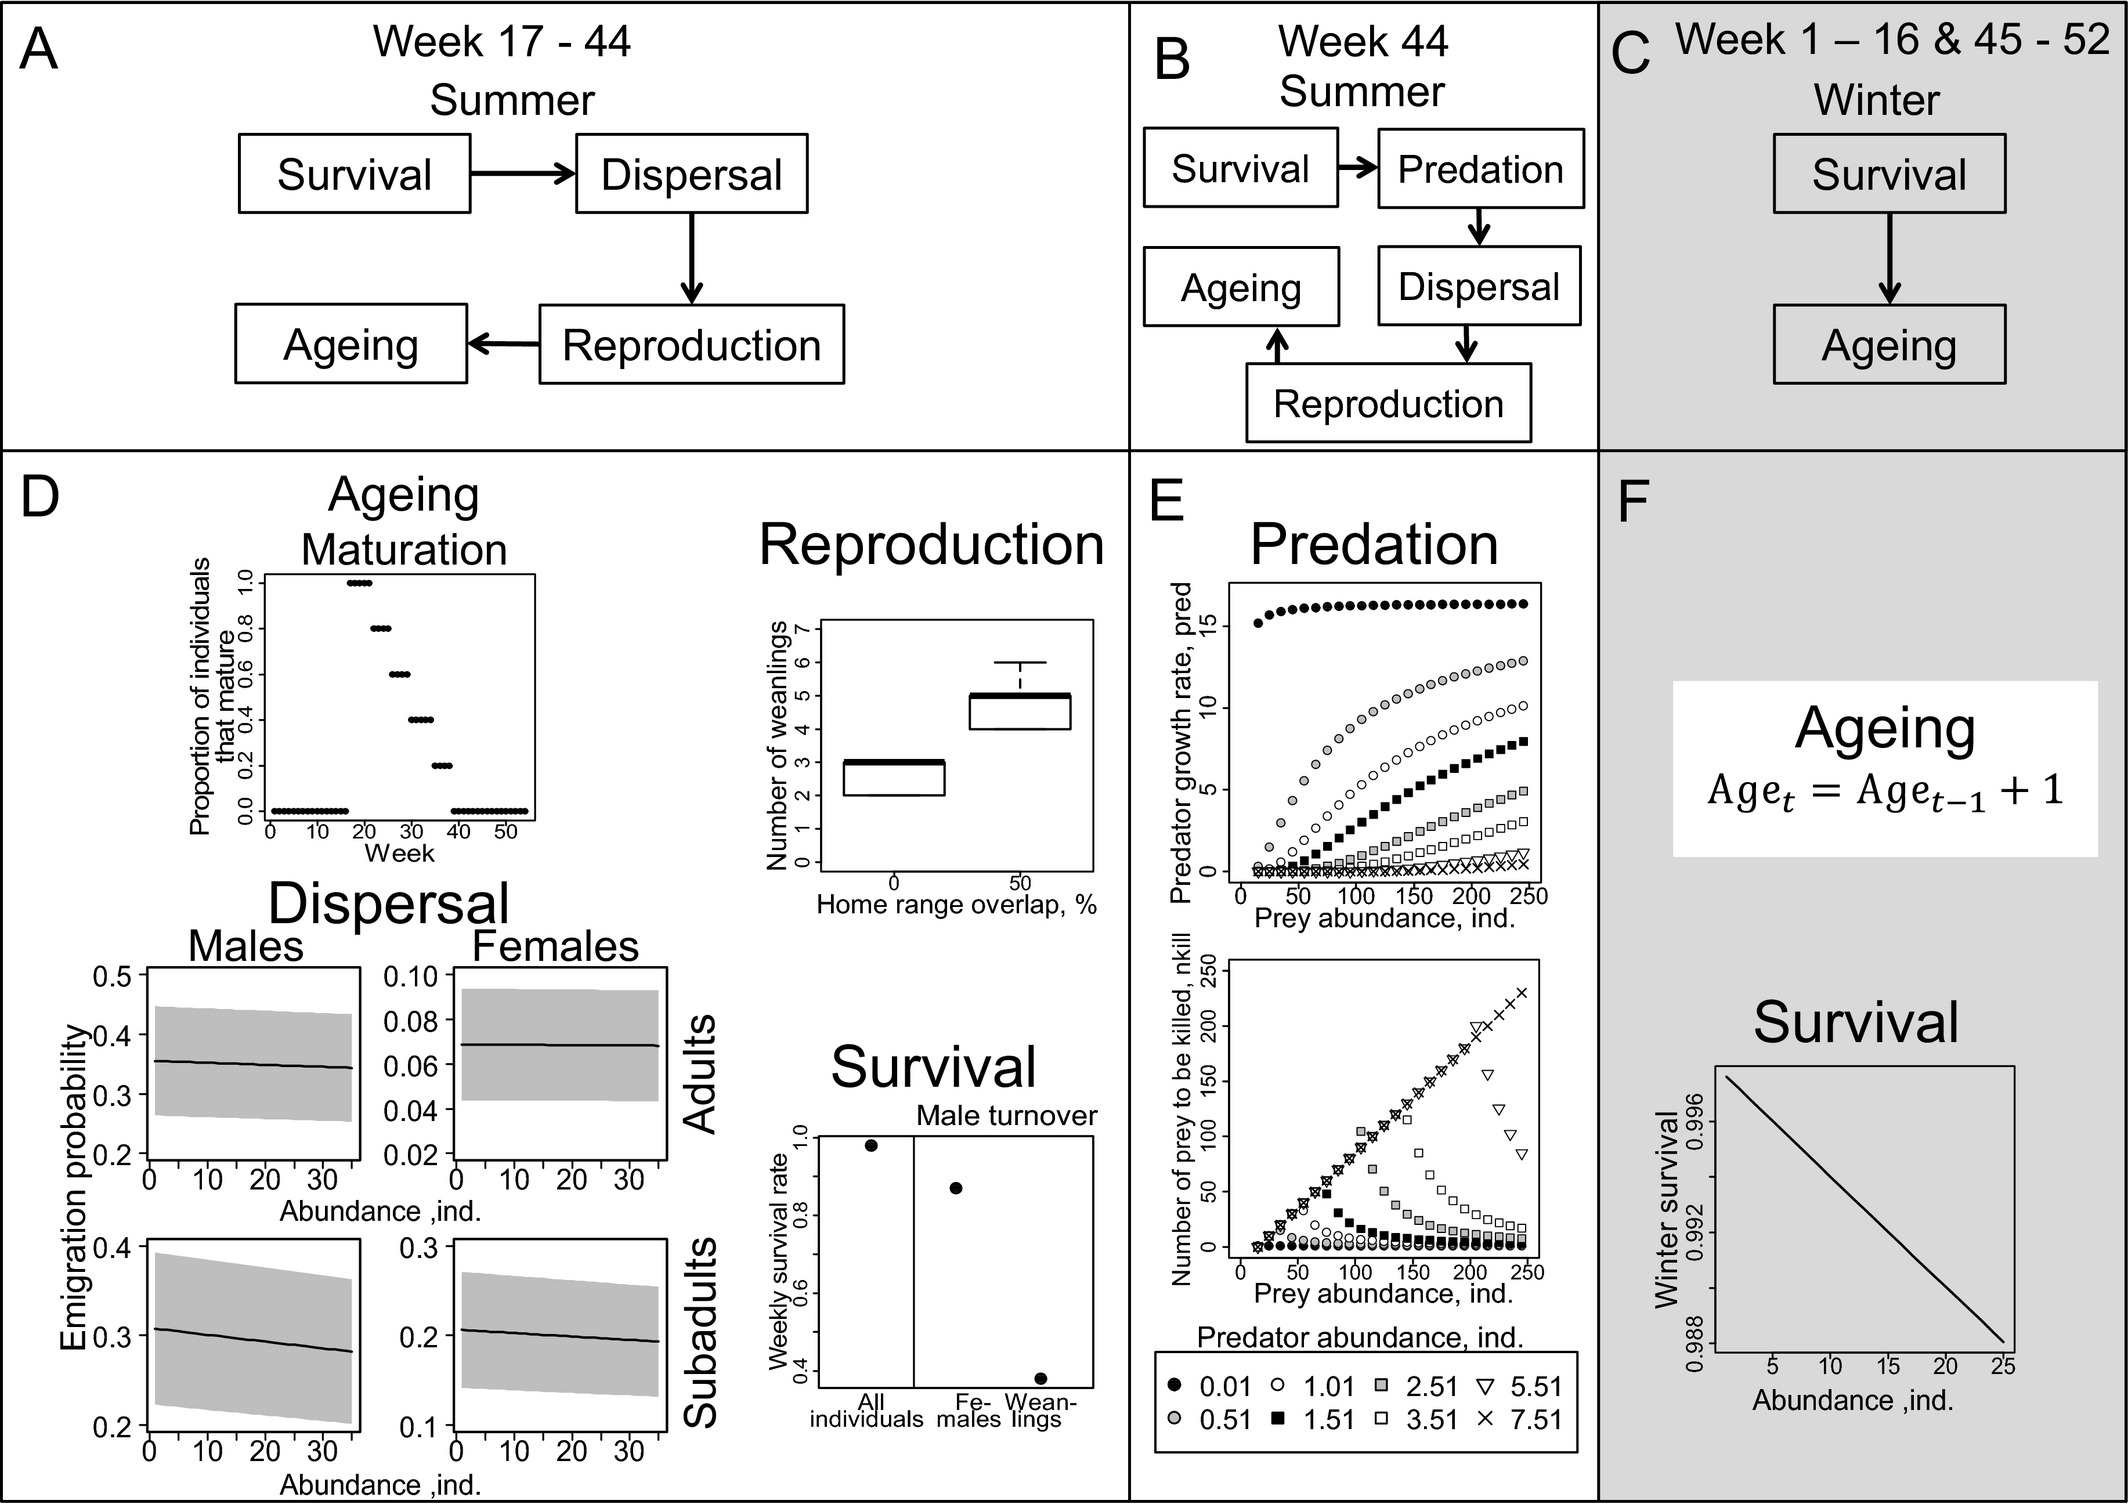 A
Week 17 - 44
Summer
Survival
Dispersal
Ageing
Reproduction
B
Week 44
Summer
Survival
Predation
Ageing
Dispersal
Reproduction
C
Week 1 – 16 & 45 - 52
Winter
Survival
Ageing
D
Ageing
Maturation
Proportion of individuals
that mature
0.0 0.2 0.4 0.6 0.8 1.0
0 10 20 30 40 50
Week
Reproduction
Number of weanlings
0 1 2 3 4 5 6 7
0 50
Home range overlap, %
Dispersal
Males
Females
Emigration probability
0.5
0.4
0.3
0.2
0 10 20 30
0.10
0.08
0.06
0.04
0.02
0 10 20 30
Adults
Abundance ,ind.
0.4
0.3
0.2
0 10 20 30
0.3
0.2
0.1
0 10 20 30
Subadults
Abundance ,ind.
Survival
Male turnover
Weekly survival rate
0.4 0.6 0.8 1.0
All
individuals
Fe-
males
Wean-
lings
E
Predation
Predator growth rate, pred
0 5 10 15
0 50 100 150 200 250
Prey abundance, ind.
Number of prey to be killed, nkill
0 50 100 150 200 250
0 50 100 150 200 250
Prey abundance, ind.
Predator abundance, ind.
0.01 1.01 2.51 5.51
0.51 1.51 3.51 7.51
F
Ageing
Age_t = Age_{t−1} + 1
Survival
Winter survival
0.988 0.992 0.996
5 10 15 20 25
Abundance ,ind.